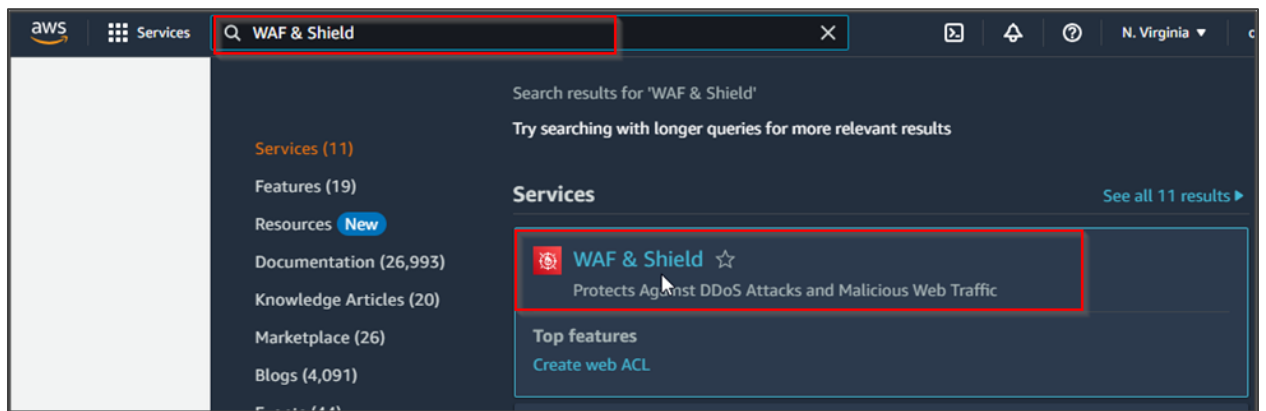 aws
Services
WAF & Shield
N. Virginia
Search results for 'WAF & Shield'
Try searching with longer queries for more relevant results
Services (11)
Features (19)
Resources New
Documentation (26,993)
Knowledge Articles (20)
Marketplace (26)
Blogs (4,091)
Services
See all 11 results
WAF & Shield
Protects Against DDoS Attacks and Malicious Web Traffic
Top features
Create web ACL